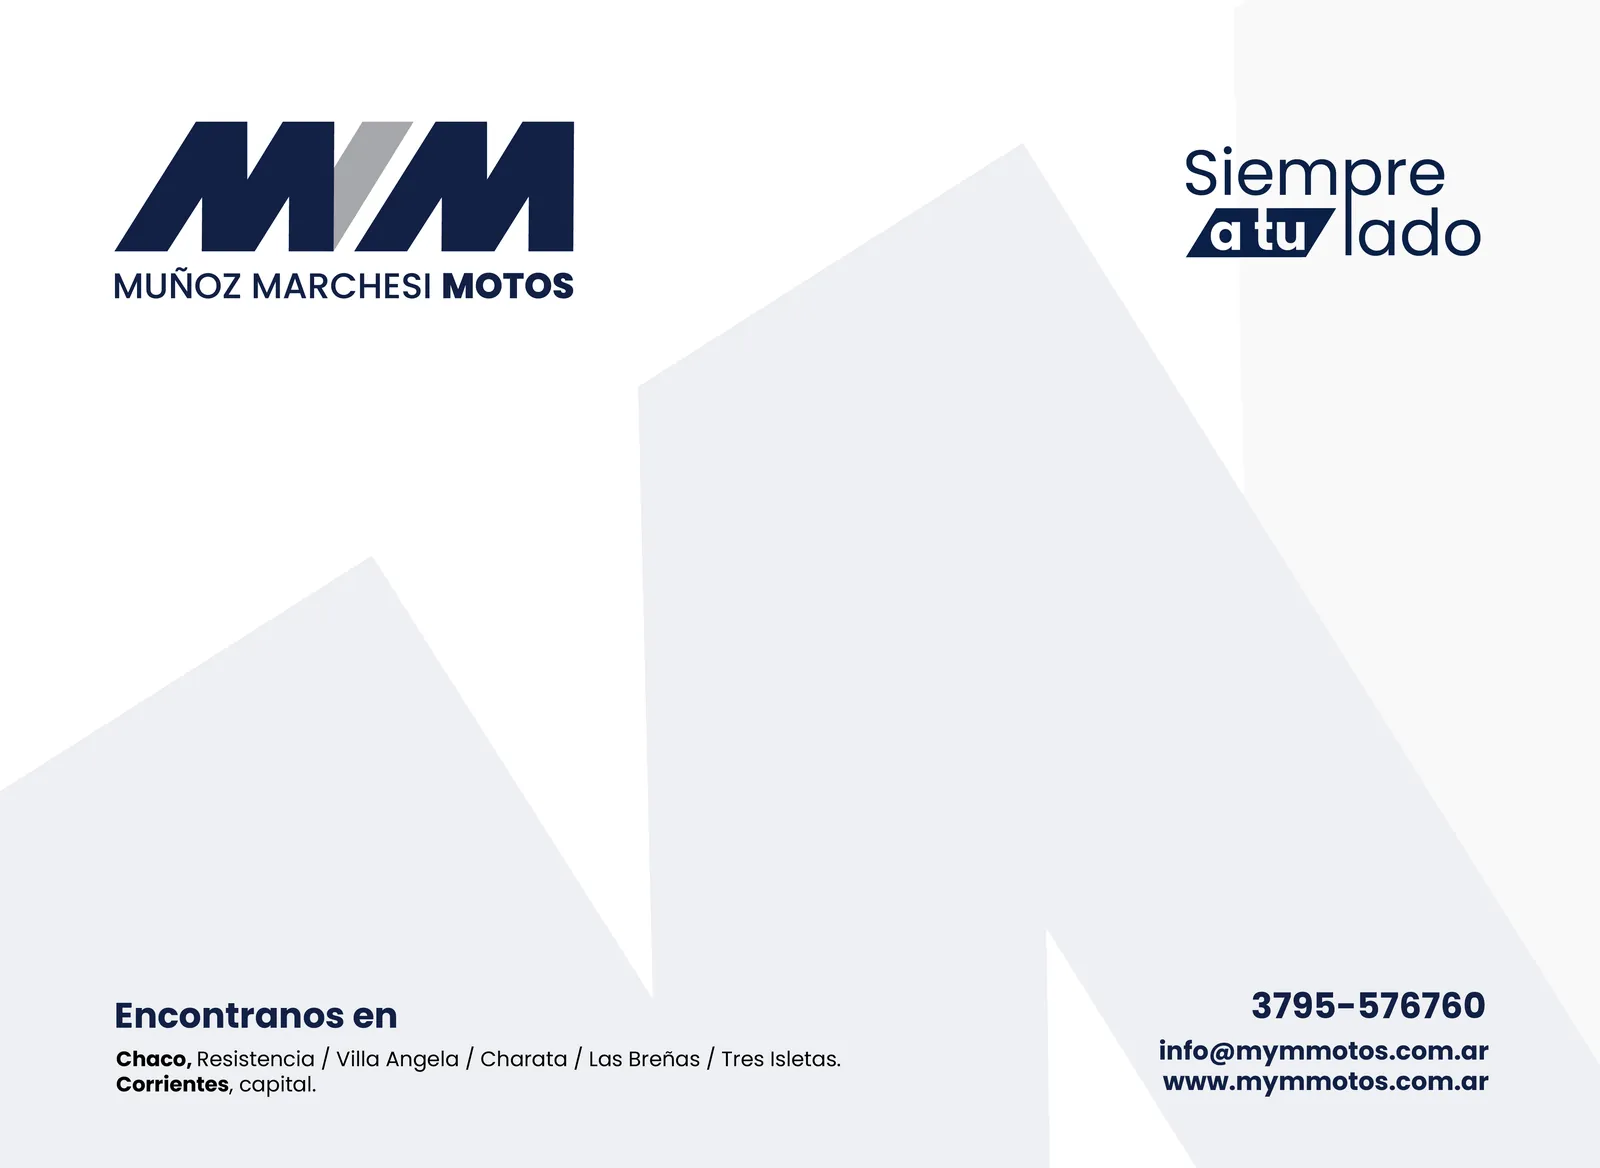 MM
MUÑOZ MARCHESI MOTOS
Siempre
a tu lado
Encontranos en
Chaco, Resistencia / Villa Angela / Charata / Las Breñas / Tres Isletas.
Corrientes, capital.
3795-576760
info@mymmotos.com.ar
www.mymmotos.com.ar